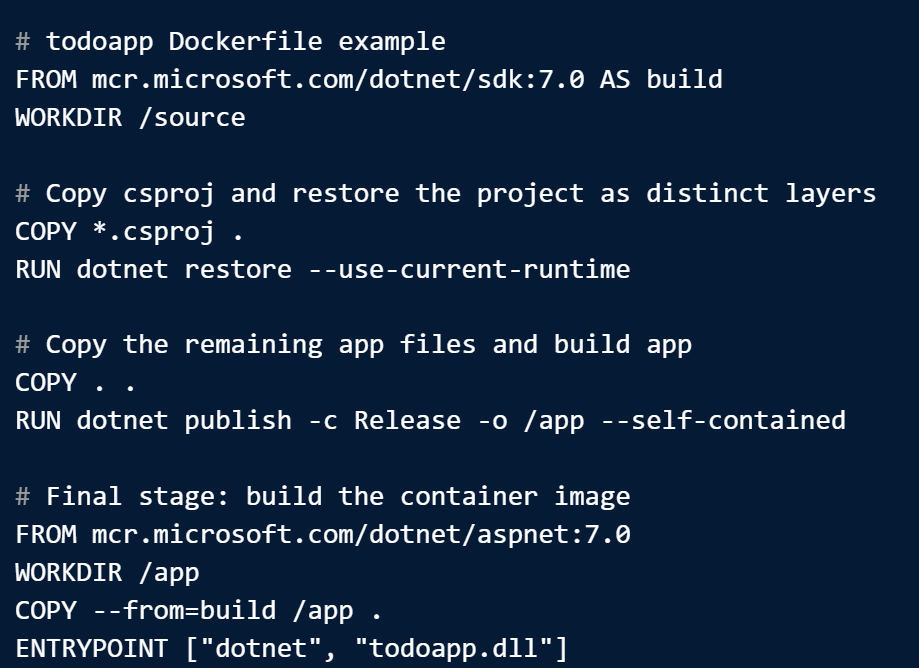 # todoapp Dockerfile example
FROM mcr.microsoft.com/dotnet/sdk:7.0 AS build
WORKDIR /source
# Copy csproj and restore the project as distinct layers
COPY *.csproj .
RUN dotnet restore --use-current-runtime
# Copy the remaining app files and build app
COPY . .
RUN dotnet publish -c Release -o /app --self-contained
# Final stage: build the container image
FROM mcr.microsoft.com/dotnet/aspnet:7.0
WORKDIR /app
COPY --from=build /app .
ENTRYPOINT ["dotnet", "todoapp.dll"]